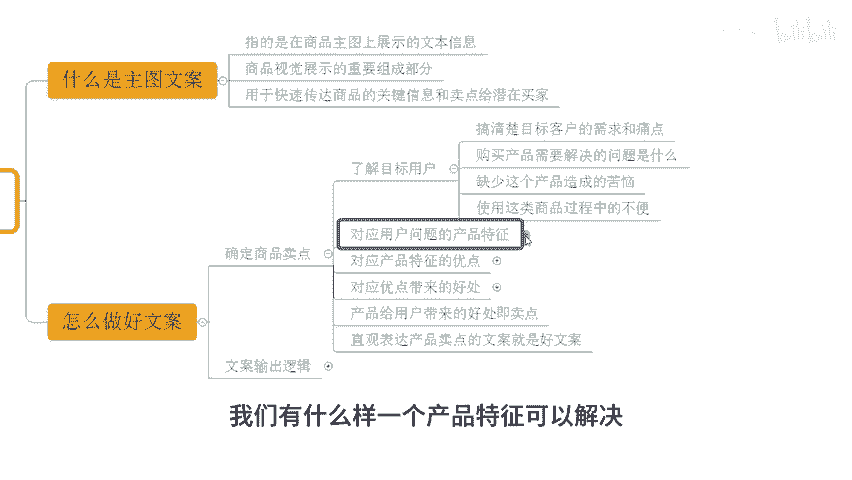 bilibili
指的是在商品主图上展示的文本信息
什么是主图文案
商品视觉展示的重要组成部分
用于快速传达商品的关键信息和卖点给潜在买家
搞清楚目标客户的需求和痛点
购买产品需要解决的问题是什么
了解目标用户
缺少这个产品造成的苦恼
使用这类商品过程中的不便
对应用户问题的产品特征
确定商品卖点
对应产品特征的优点
对应优点带来的好处
产品给用户带来的好处即卖点
怎么做好文案
直观表达产品卖点的文案就是好文案
文案输出逻辑
我们有什么样一个产品特征可以解决